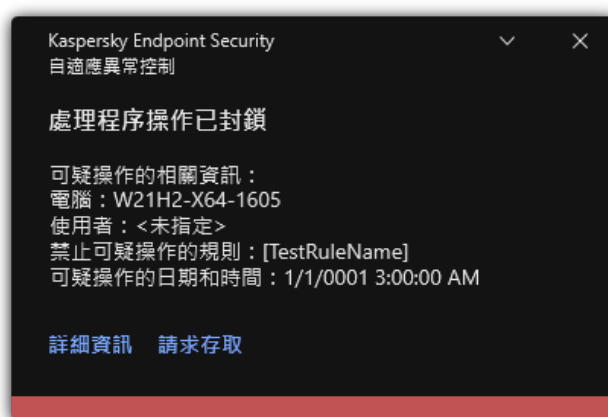 Kaspersky Endpoint Security
自適應異常控制
處理程序操作已封鎖
可疑操作的相關資訊：
電腦：W21H2-X64-1605
使用者：<未指定>
禁止可疑操作的規則：[TestRuleName]
可疑操作的日期和時間：1/1/0001 3:00:00 AM
詳細資訊 請求存取